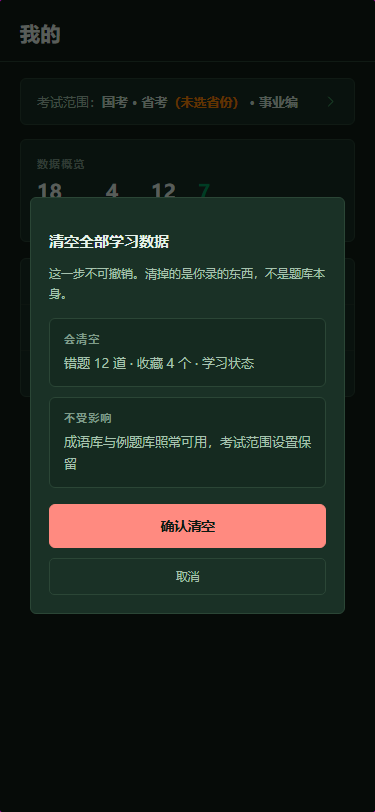 我的
考试范围：国考 • 省考（未选省份） • 事业编
数据概览
18 4 12 7
清空全部学习数据
这一步不可撤销。清掉的是你录的东西，不是题库本
身。
会清空
错题 12 道 · 收藏 4 个 · 学习状态
不受影响
成语库与例题库照常可用，考试范围设置保
留
确认清空
取消